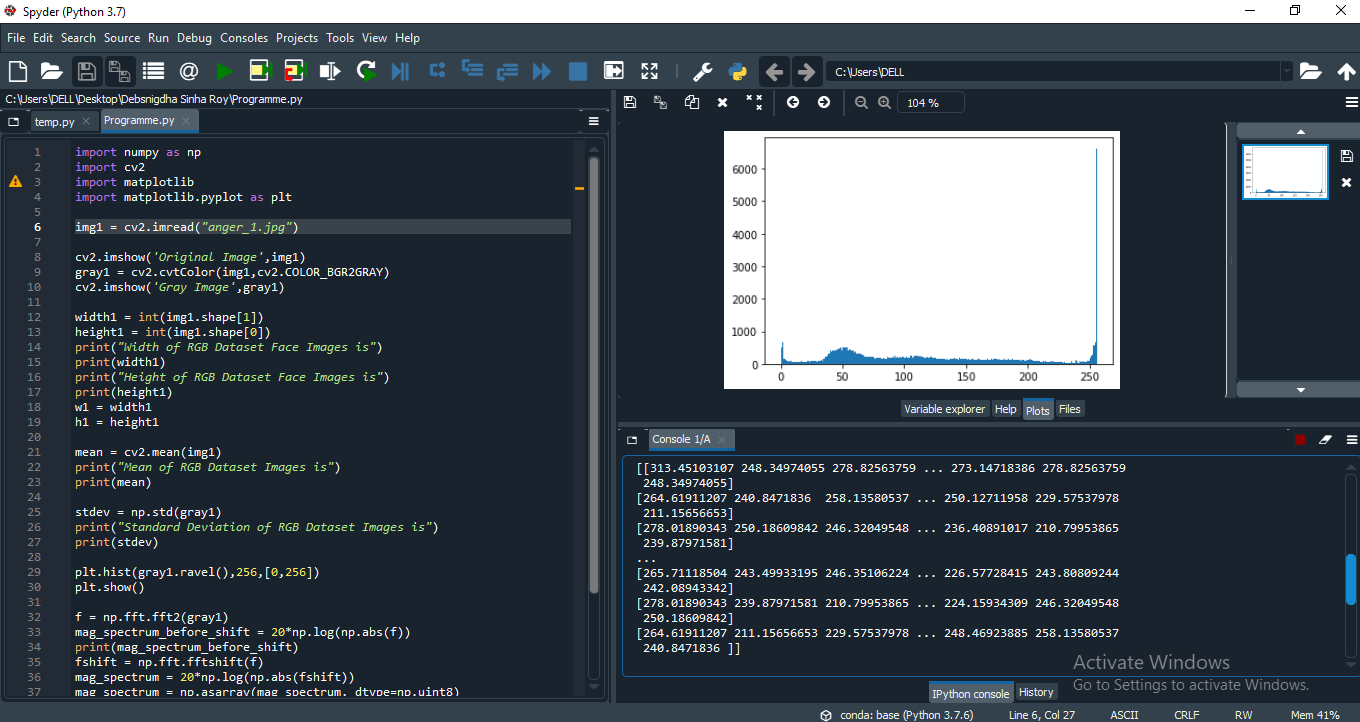 Spyder (Python 3.7)
File Edit Search Source Run Debug Consoles Projects Tools View Help
C:\Users\DELL
C:\Users\DELL\Desktop\Debsnigdha Sinha Roy\Programme.py
temp.py Programme.py
1 import numpy as np
2 import cv2
3 import matplotlib
4 import matplotlib.pyplot as plt
5
6 img1 = cv2.imread("anger_1.jpg")
7
8 cv2.imshow('Original Image',img1)
9 gray1 = cv2.cvtColor(img1,cv2.COLOR_BGR2GRAY)
10 cv2.imshow('Gray Image',gray1)
11
12 width1 = int(img1.shape[1])
13 height1 = int(img1.shape[0])
14 print("Width of RGB Dataset Face Images is")
15 print(width1)
16 print("Height of RGB Dataset Face Images is")
17 print(height1)
18 w1 = width1
19 h1 = height1
20
21 mean = cv2.mean(img1)
22 print("Mean of RGB Dataset Images is")
23 print(mean)
24
25 stdev = np.std(gray1)
26 print("Standard Deviation of RGB Dataset Images is")
27 print(stdev)
28
29 plt.hist(gray1.ravel(),256,[0,256])
30 plt.show()
31
32 f = np.fft.fft2(gray1)
33 mag_spectrum_before_shift = 20*np.log(np.abs(f))
34 print(mag_spectrum_before_shift)
35 fshift = np.fft.fftshift(f)
36 mag_spectrum = 20*np.log(np.abs(fshift))
37 mag_spectrum = np.asarray(mag_spectrum, dtype=np.uint8)
104 %
6000
5000
4000
3000
2000
1000
0
0 50 100 150 200 250
Variable explorer Help Plots Files
Console 1/A
[[313.45103107 248.34974055 278.82563759 ... 273.14718386 278.82563759
248.34974055]
[264.61911207 240.8471836 258.13580537 ... 250.12711958 229.57537978
211.15656653]
[278.01890343 250.18609842 246.32049548 ... 236.40891017 210.79953865
239.87971581]
...
[265.71118504 243.49933195 246.35106224 ... 226.57728415 243.80809244
242.08943342]
[278.01890343 239.87971581 210.79953865 ... 224.15934309 246.32049548
250.18609842]
[264.61911207 211.15656653 229.57537978 ... 248.46923885 258.13580537
240.8471836 ]]
Activate Windows
Go to Settings to activate Windows.
IPython console History
conda: base (Python 3.7.6) Line 6, Col 27 ASCII CRLF RW Mem 41%